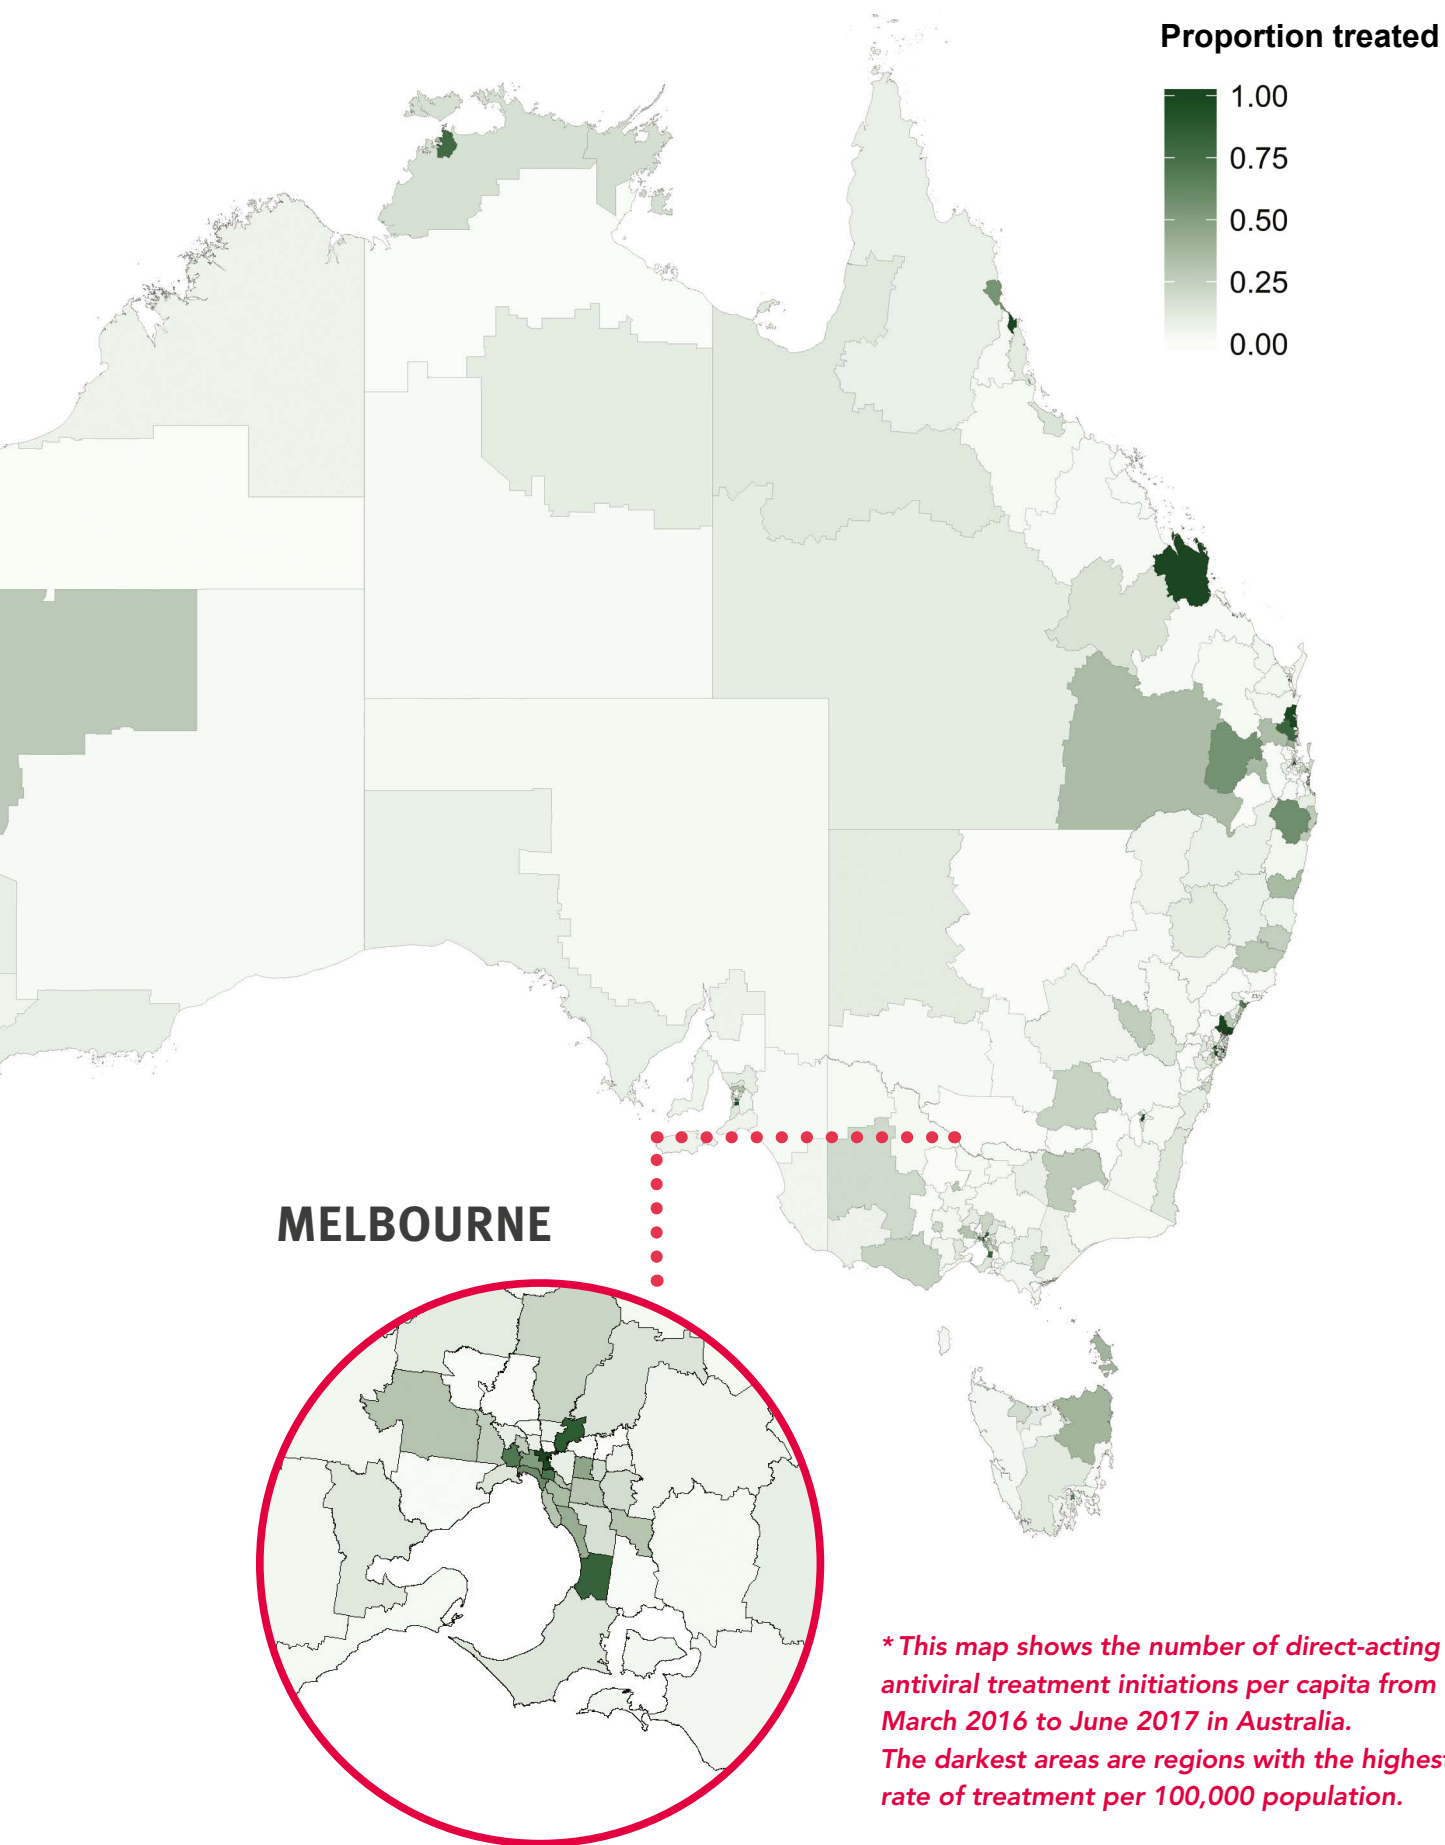 Proportion treated
1.00
0.75
0.50
0.25
0.00
MELBOURNE
* This map shows the number of direct-acting
antiviral treatment initiations per capita from
March 2016 to June 2017 in Australia.
The darkest areas are regions with the highest
rate of treatment per 100,000 population.